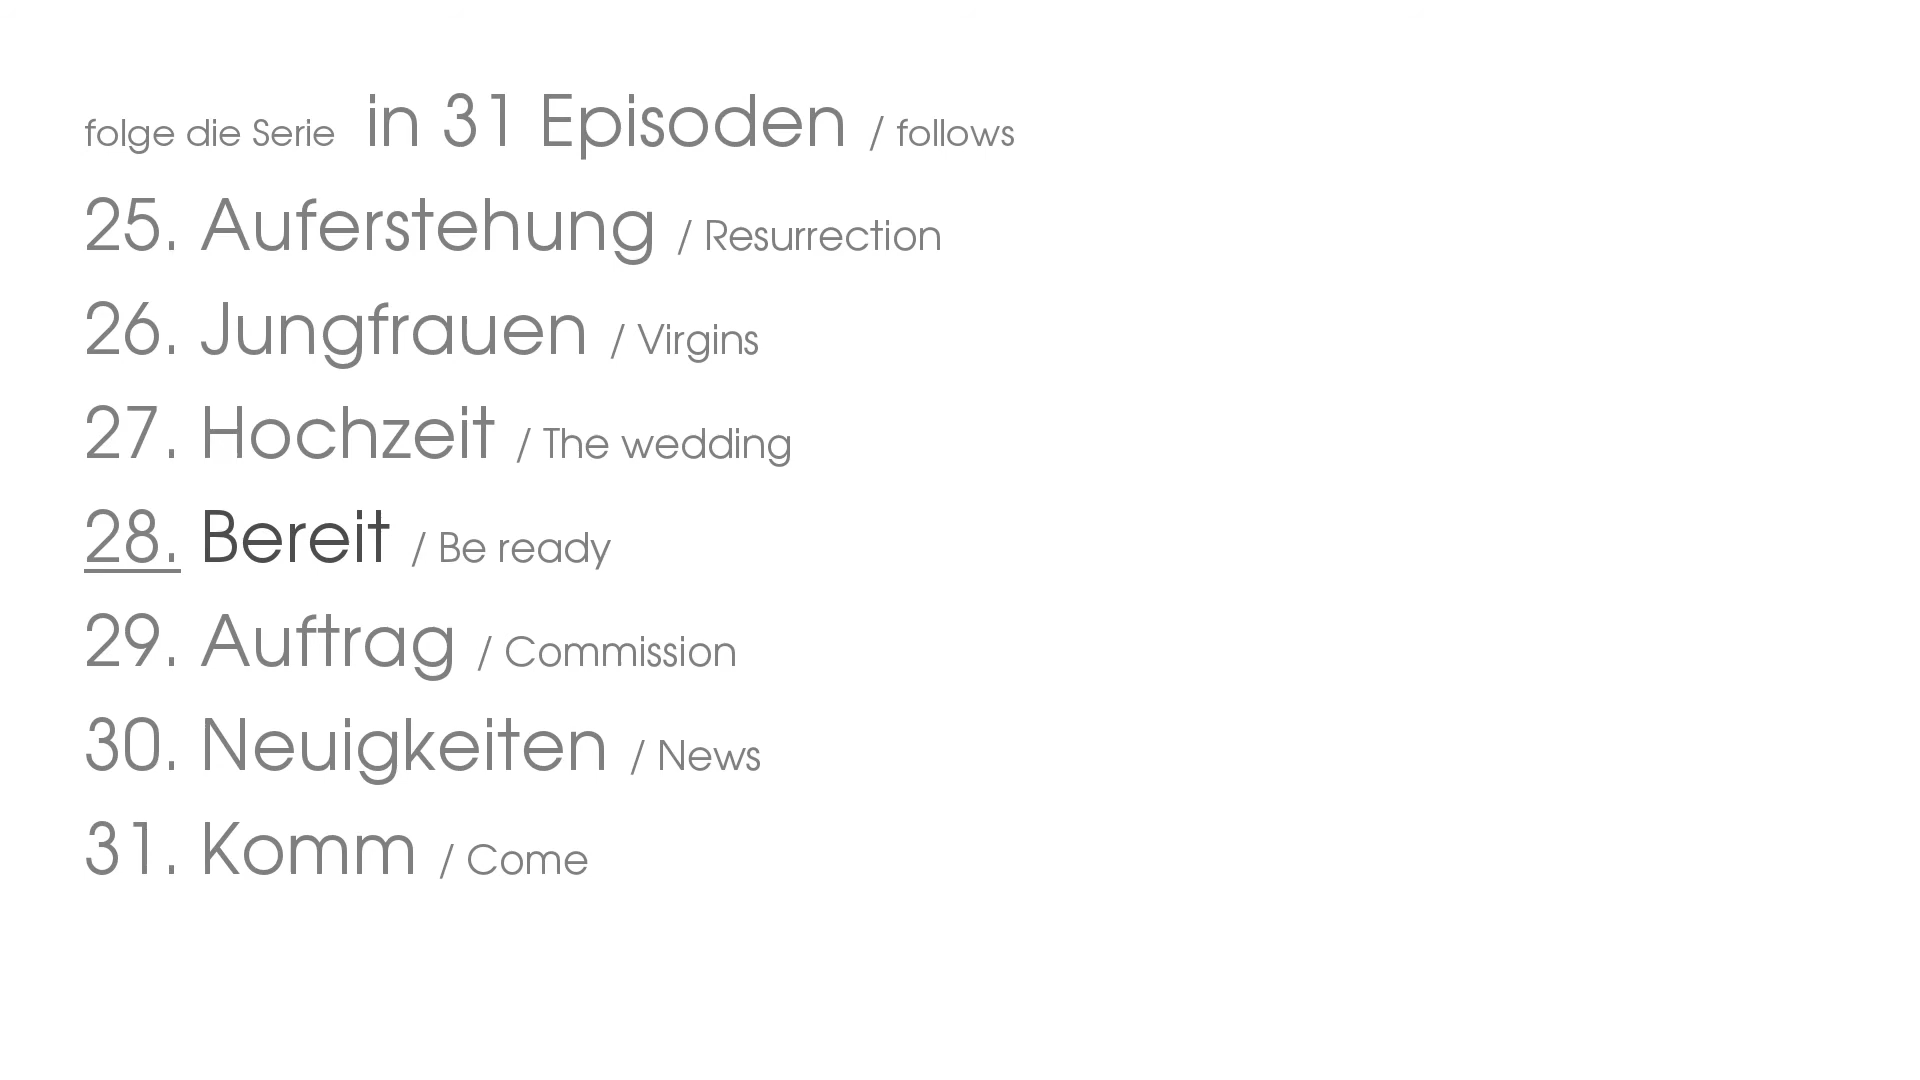 folge die Serie in 31 Episoden / follows
25. Auferstehung / Resurrection
26. Jungfrauen / Virgins
27. Hochzeit / The wedding
28. Bereit / Be ready
29. Auftrag / Commission
30. Neuigkeiten / News
31. Komm / Come